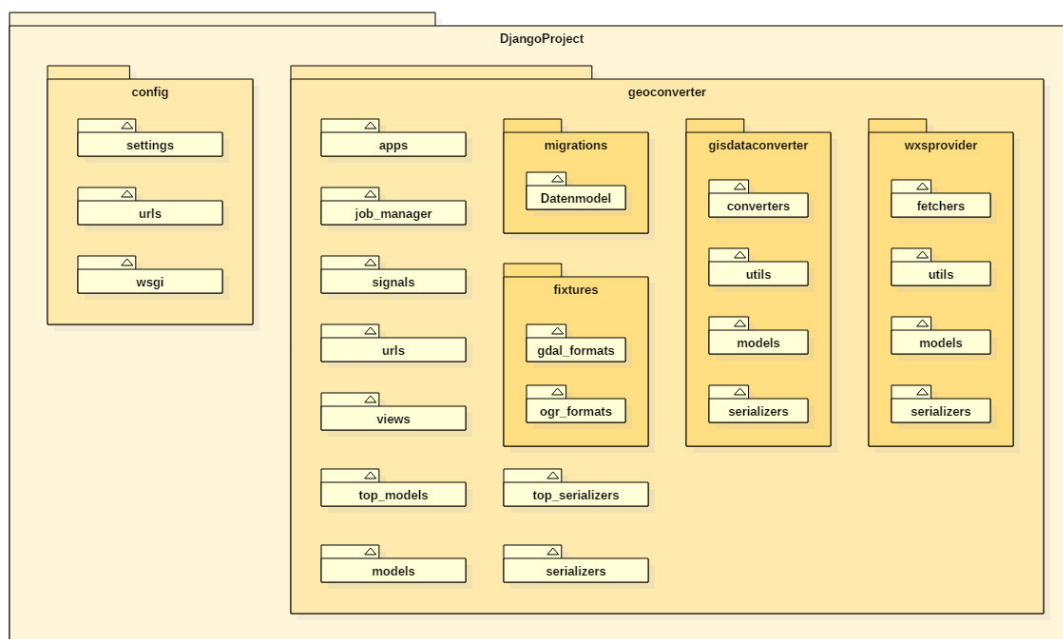 DjangoProject
config
settings
urls
wsgi
geoconverter
apps
job_manager
signals
urls
views
top_models
models
migrations
Datenmodel
fixtures
gdal_formats
ogr_formats
top_serializers
serializers
gisdataconverter
converters
utils
models
serializers
wxsprovider
fetchers
utils
models
serializers